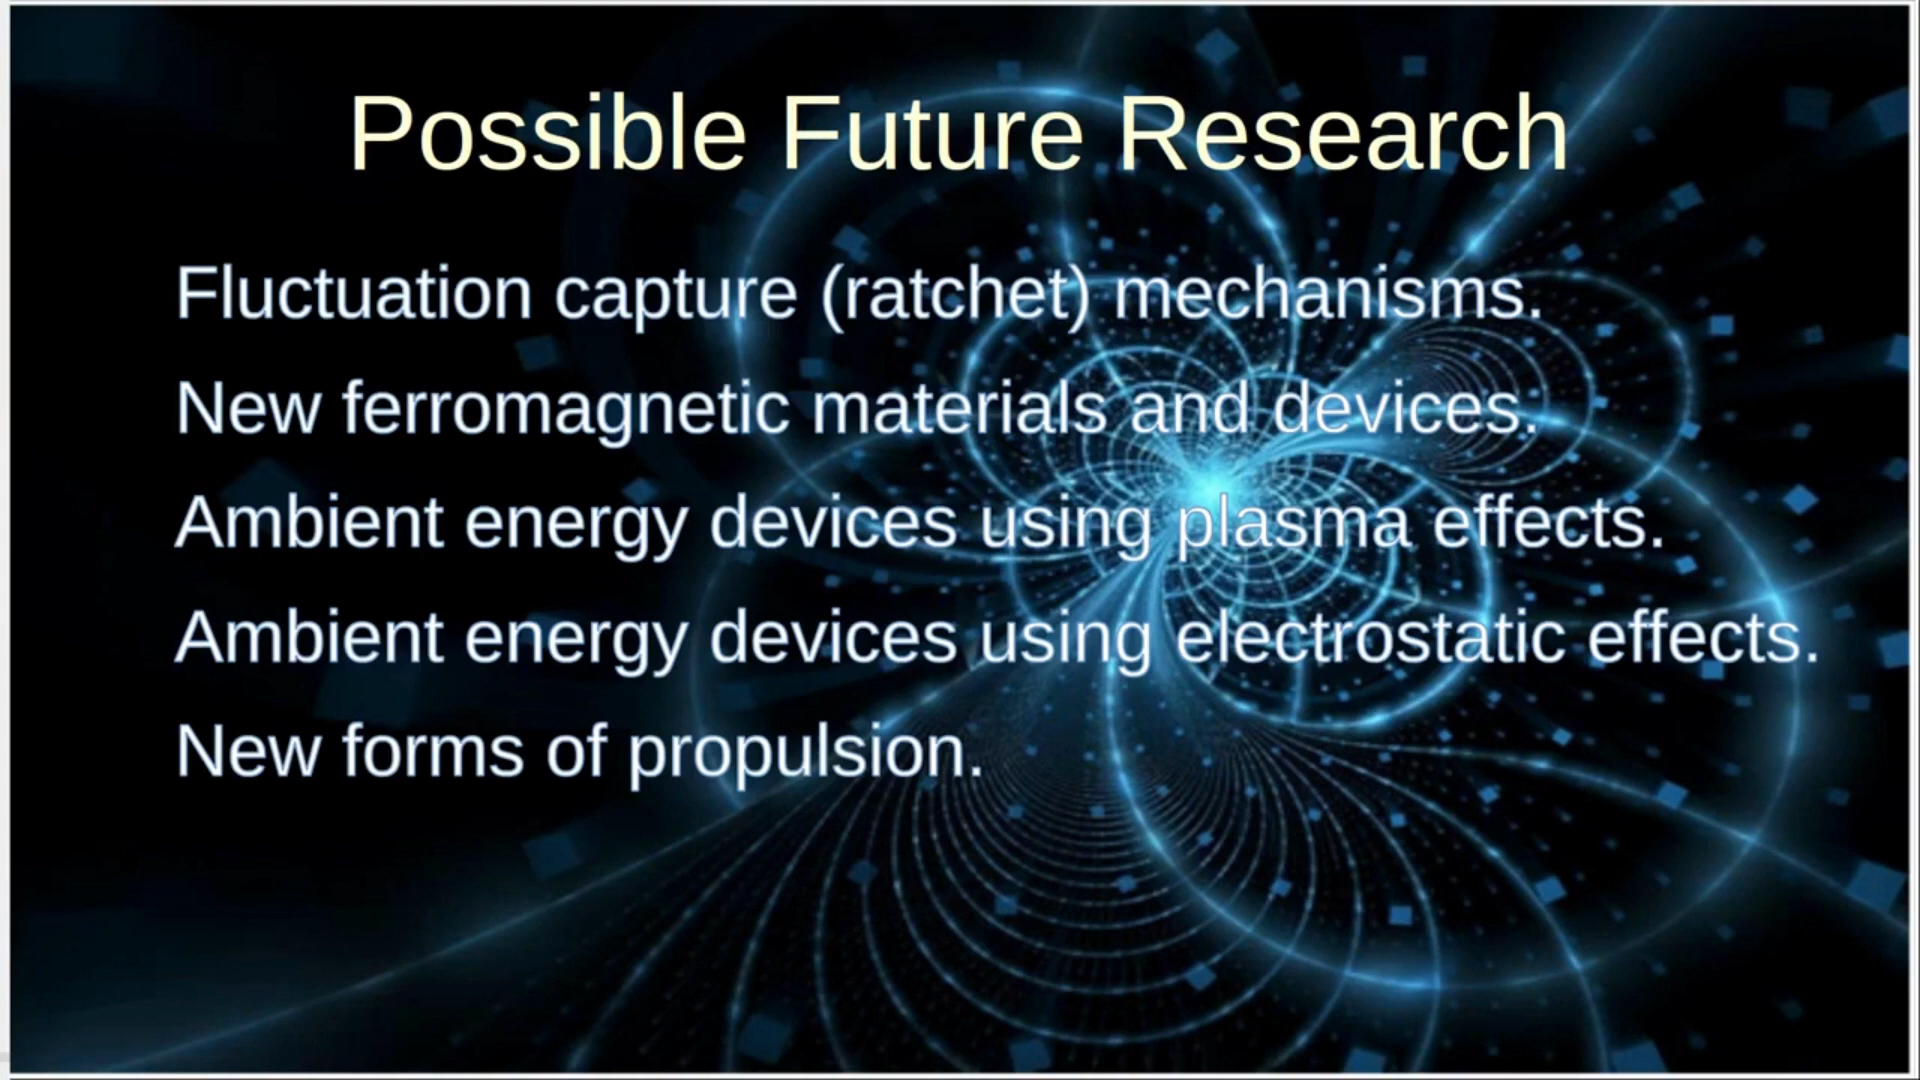 Possible Future Research
Fluctuation capture (ratchet) mechanisms.
New ferromagnetic materials and devices.
Ambient energy devices using plasma effects.
Ambient energy devices using electrostatic effects.
New forms of propulsion.